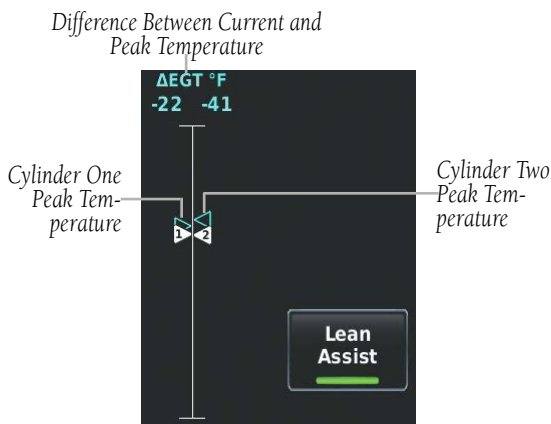 Difference Between Current and
Peak Temperature
ΔEGT °F
-22 -41
Cylinder One
Peak Tem-
perature
Cylinder Two
Peak Tem-
perature
1 2
Lean
Assist